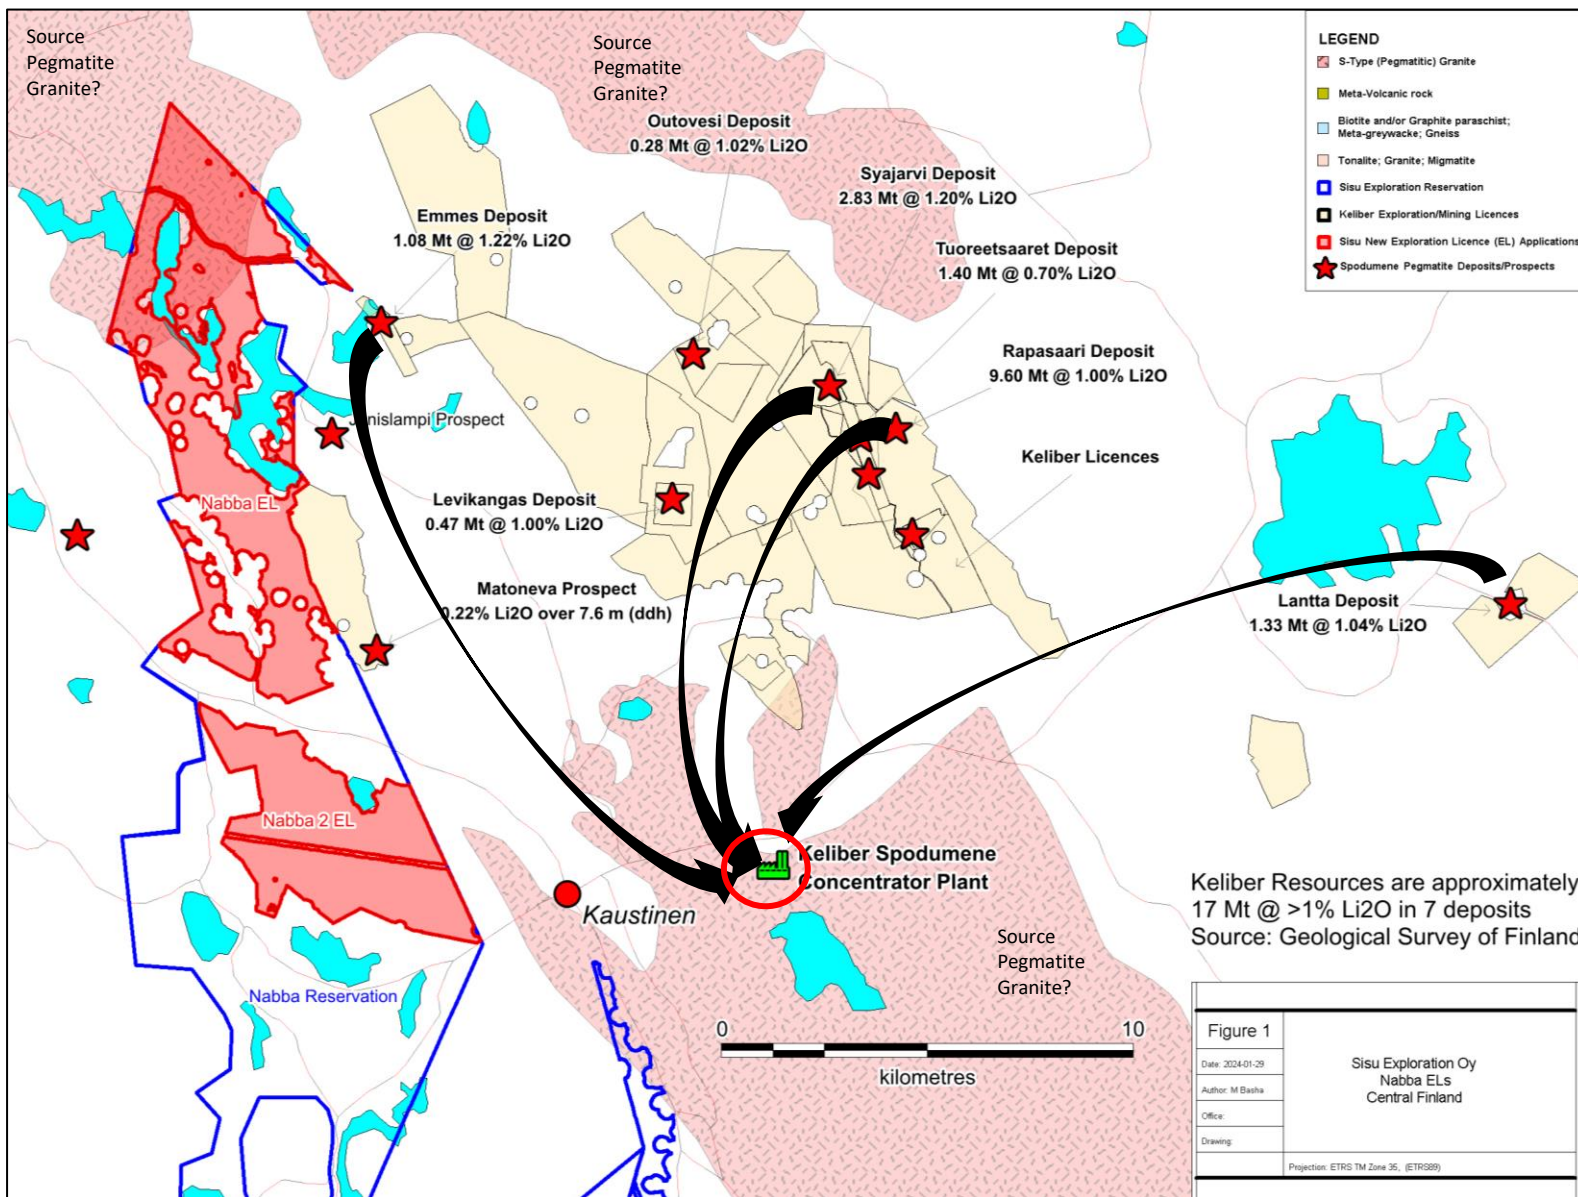 Source
Pegmatite
Granite?
Source
Pegmatite
Granite?
Outovesi Deposit
0.28 Mt @ 1.02% Li2O
Syajarvi Deposit
2.83 Mt @ 1.20% Li2O
Emmes Deposit
1.08 Mt @ 1.22% Li2O
Tuoreetsaaret Deposit
1.40 Mt @ 0.70% Li2O
Rapasaari Deposit
9.60 Mt @ 1.00% Li2O
LEGEND
S-Type (Pegmatitic) Granite
Meta-Volcanic rock
Biotite and/or Graphite paraschist;
Meta-greywacke; Gneiss
Tonalite; Granite; Migmatite
Sisu Exploration Reservation
Keliber Exploration/Mining Licences
Sisu New Exploration Licence (EL) Applications
Spodumene Pegmatite Deposits/Prospects
Janislampi Prospect
Keliber Licences
Nabba EL
Levikangas Deposit
0.47 Mt @ 1.00% Li2O
Matoneva Prospect
0.22% Li2O over 7.6 m (ddh)
Lantta Deposit
1.33 Mt @ 1.04% Li2O
Nabba 2 EL
Keliber Spodumene
Concentrator Plant
Kaustinen
Keliber Resources are approximately
17 Mt @ >1% Li2O in 7 deposits
Source: Geological Survey of Finland
Source
Pegmatite
Granite?
Nabba Reservation
0 10
kilometres
Figure 1
Date: 2024-01-29
Author: M Basha
Office:
Drawing:
Sisu Exploration Oy
Nabba ELs
Central Finland
Projection: ETRS TM Zone 35, (ETRS89)